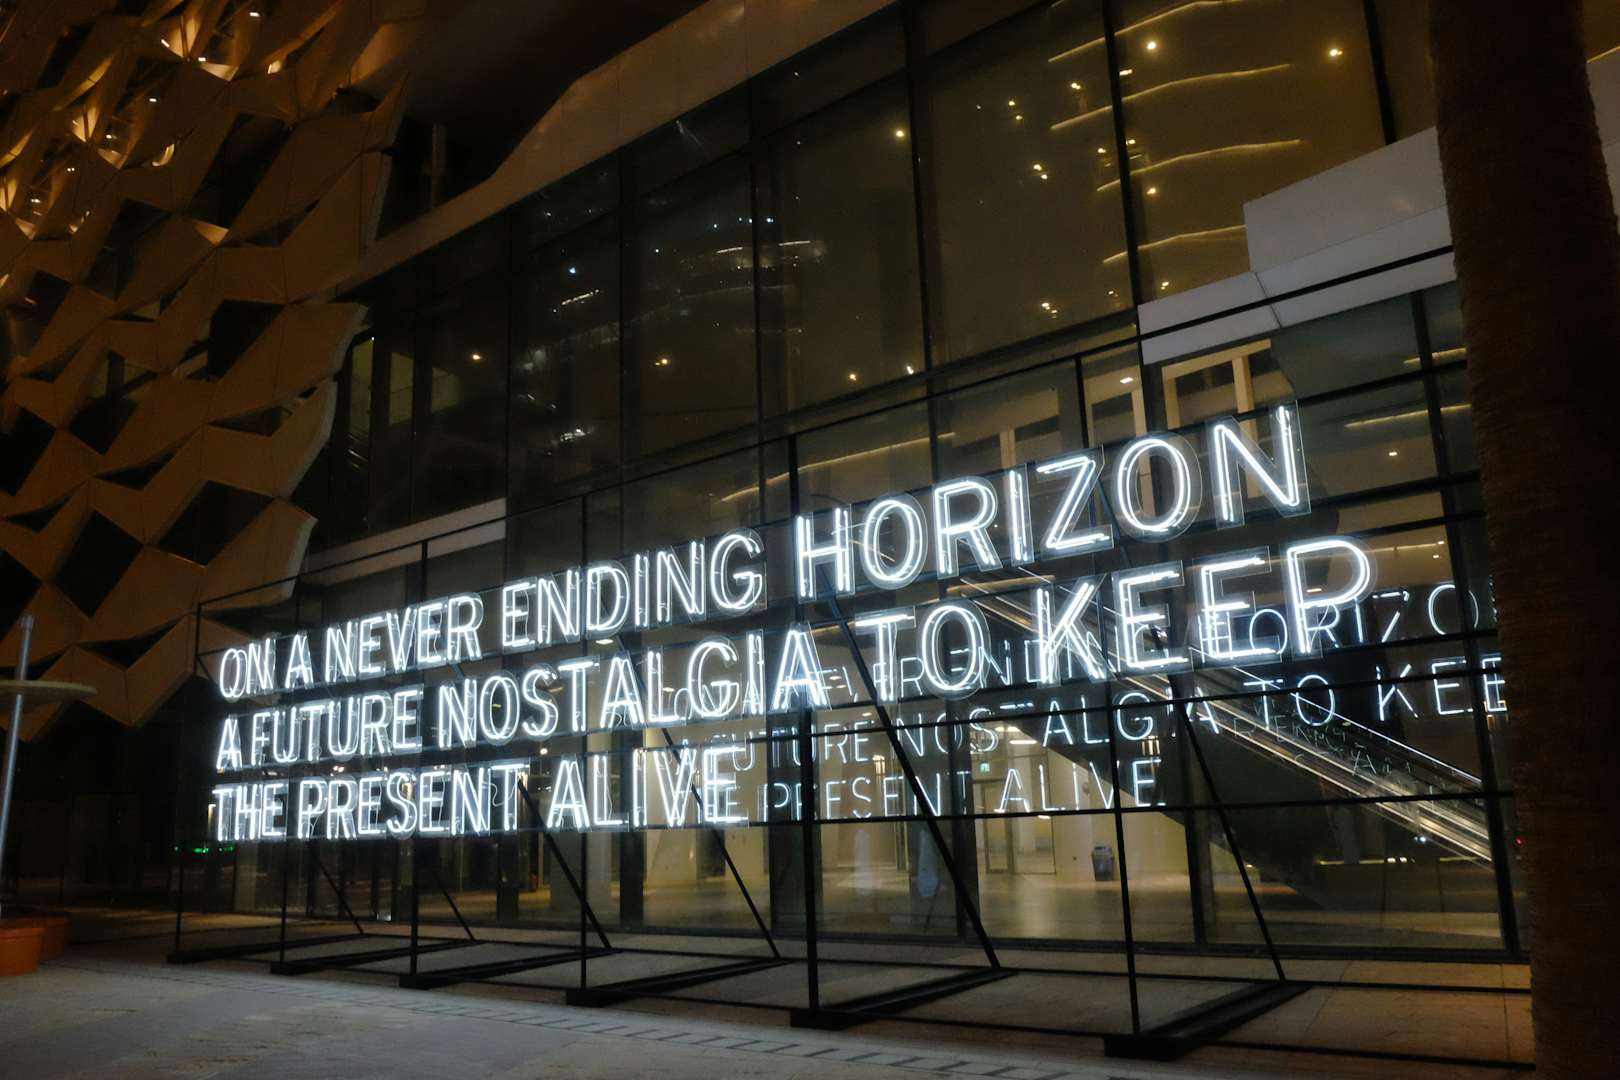 ON A NEVER ENDING HORIZON
A FUTURE NOSTALGIA TO KEEP
THE PRESENT ALIVE